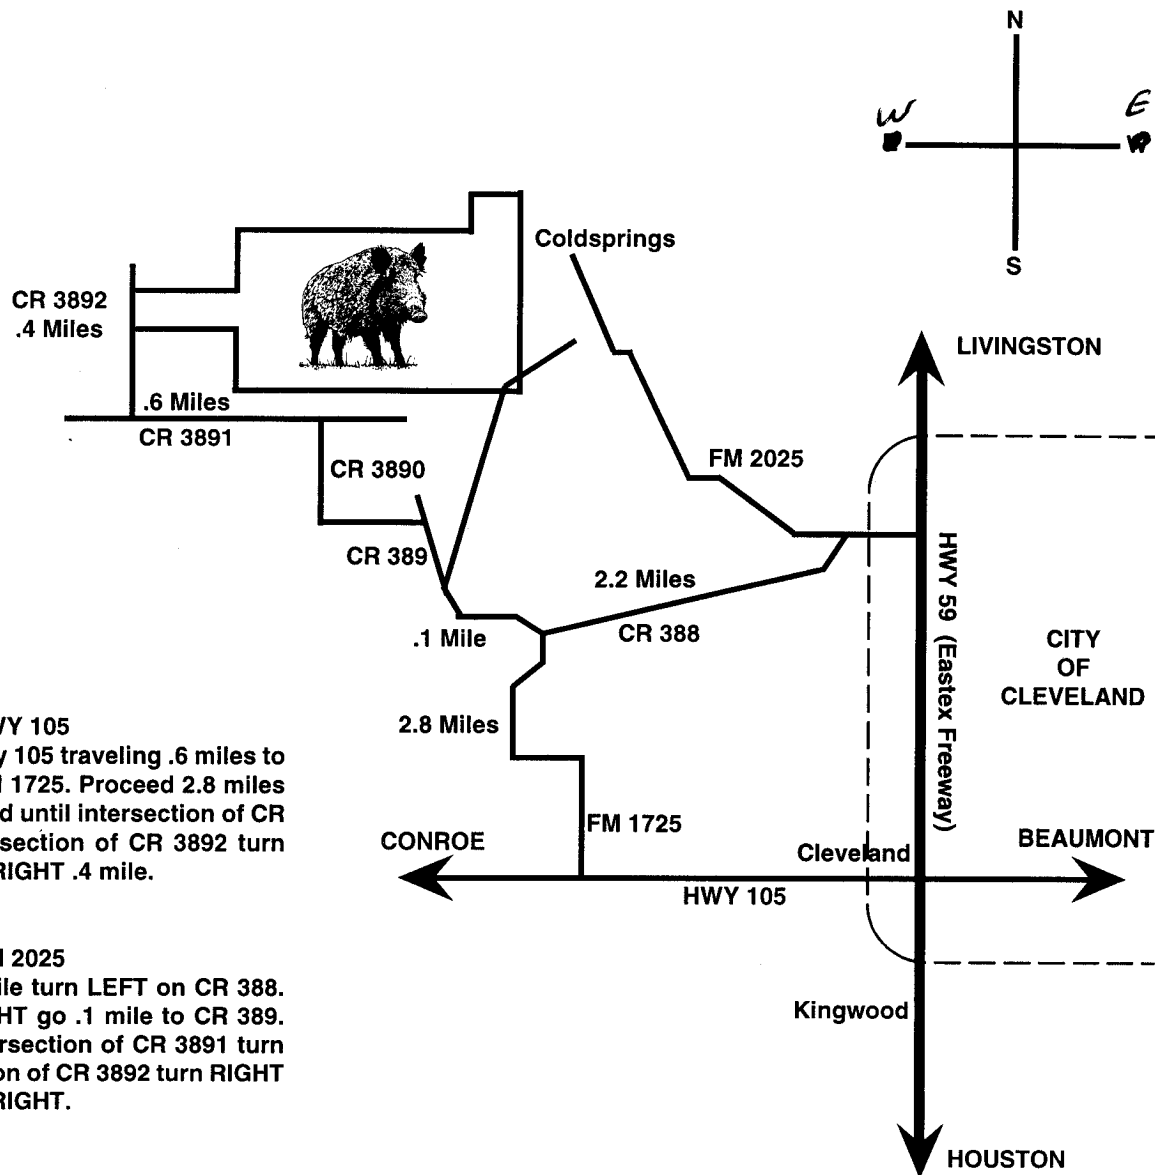 N
W
E
S
Coldsprings
CR 3892
.4 Miles
LIVINGSTON
.6 Miles
CR 3891
CR 3890
FM 2025
CR 389
2.2 Miles
HWY 59 (Eastex Freeway)
.1 Mile
CR 388
CITY
OF
CLEVELAND
2.8 Miles
WY 105
y 105 traveling .6 miles to
1725. Proceed 2.8 miles
d until intersection of CR
section of CR 3892 turn
RIGHT .4 mile.
FM 1725
CONROE
Cleveland
BEAUMONT
HWY 105
2025
ile turn LEFT on CR 388.
HT go .1 mile to CR 389.
rsection of CR 3891 turn
on of CR 3892 turn RIGHT
RIGHT.
Kingwood
HOUSTON